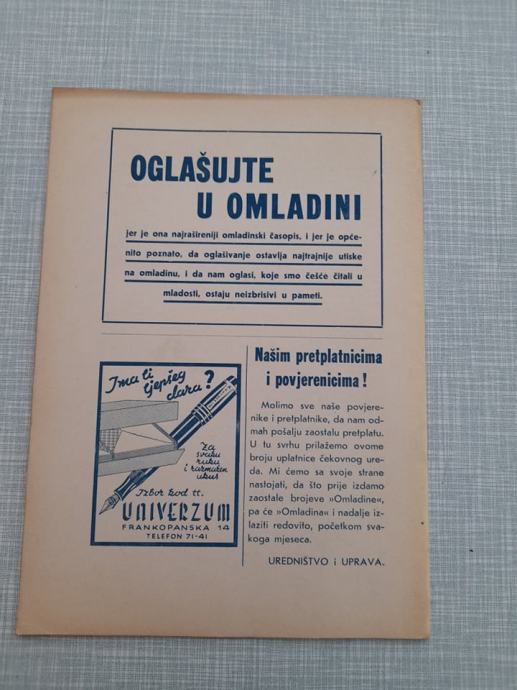 OGLAŠUJTE
U OMLADINI
jer je ona najrašireniji omladinski časopis, i jer je opće-
nito poznato, da oglašivanje ostavlja najtrajnije utiske
na omladinu, i da nam oglasi, koje smo češće čitali u
mladosti, ostaju neizbrisivi u pameti.
Ima li
ljepšeg
dara?
Za
svaku
ruku
i razmažen
ukus
Izbor kod tt.
UNIVERZUM
FRANKOPANSKA 14
TELEFON 71-41
Našim pretplatnicima
i povjerenicima!
Molimo sve naše povjere-
nike i pretplatnike, da nam od-
mah pošalju zaostalu pretplatu.
U tu svrhu prilažemo ovome
broju uplatnice čekovnog ure-
da. Mi ćemo sa svoje strane
nastojati, da što prije izdamo
zaostale brojeve »Omladine«,
pa će »Omladina« i nadalje iz-
laziti redovito, početkom sva-
koga mjeseca.
UREDNIŠTVO i UPRAVA.